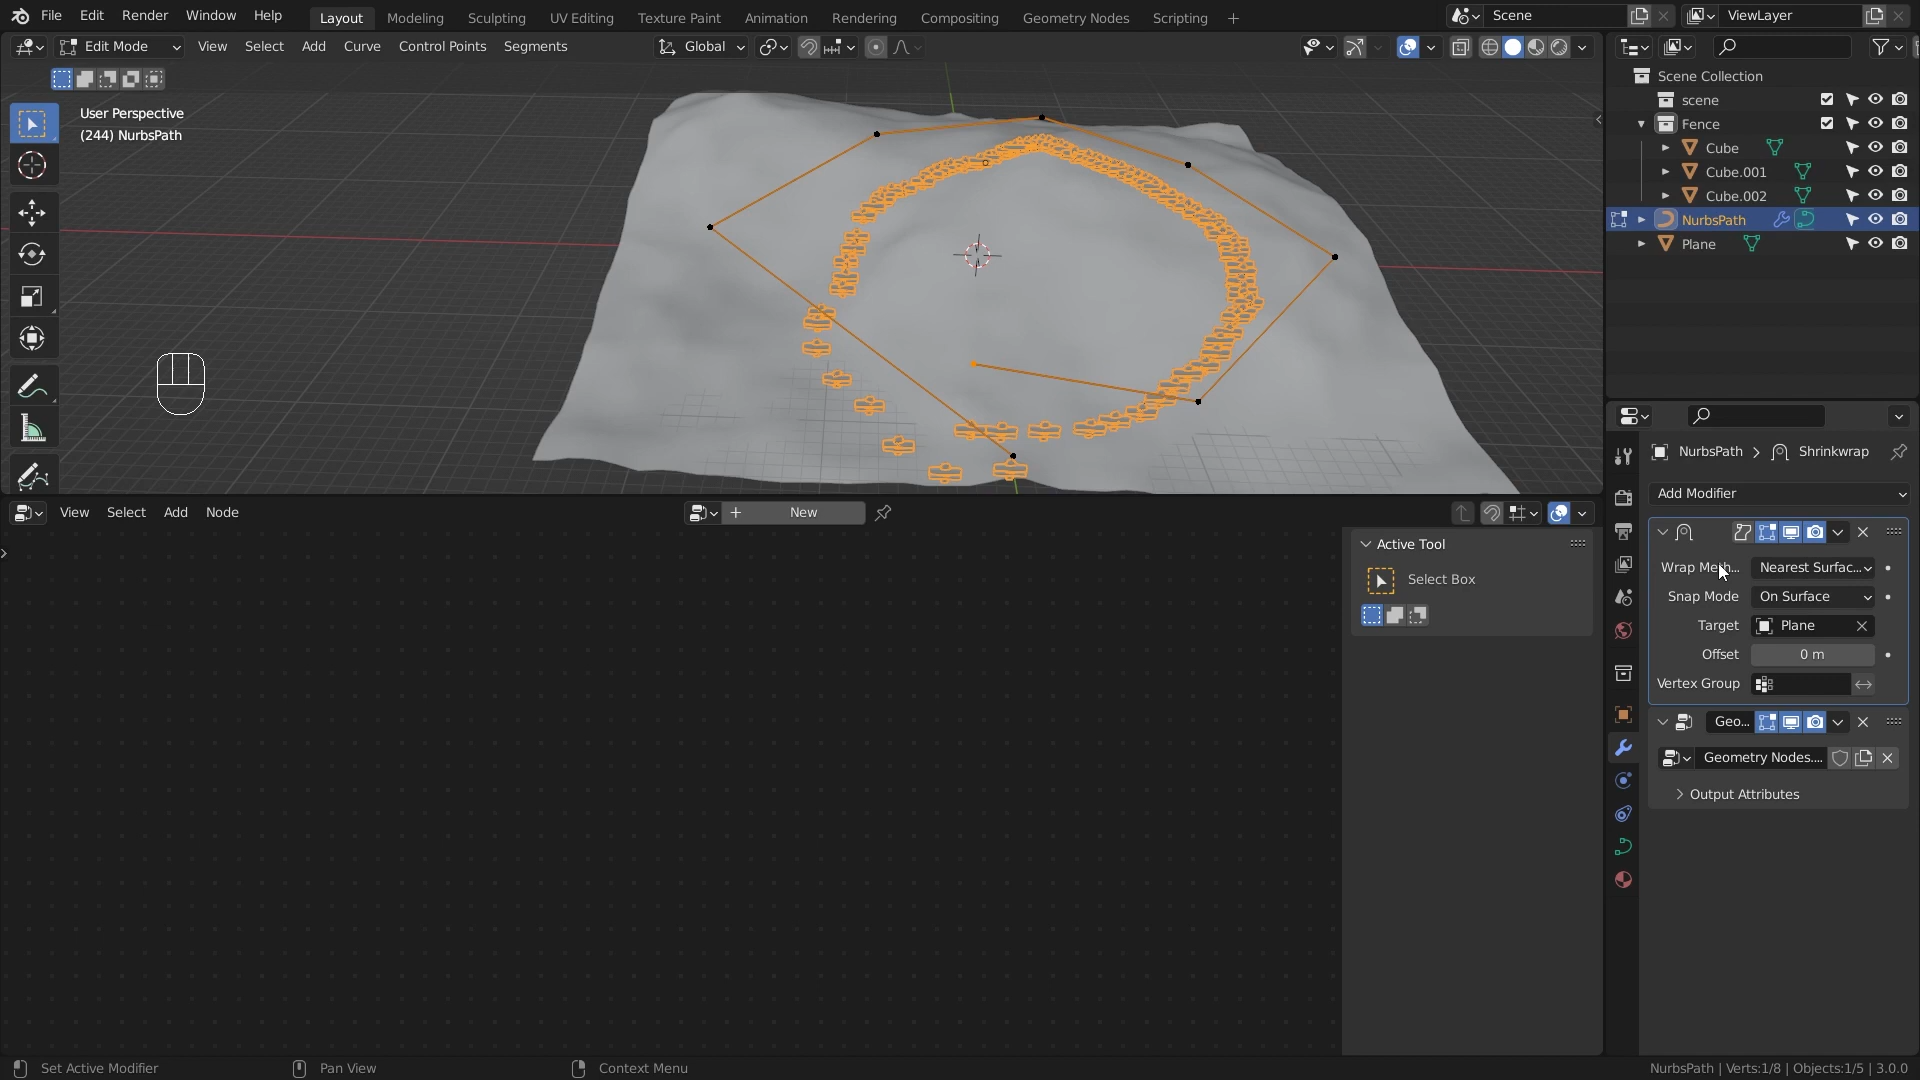 File Edit Render Window Help Layout Modeling Sculpting UV Editing Texture Paint Animation Rendering Compositing Geometry Nodes Scripting + Scene ViewLayer
Edit Mode View Select Add Curve Control Points Segments Global
User Perspective
(244) NurbsPath
Scene Collection
scene
Fence
Cube
Cube.001
Cube.002
NurbsPath
Plane
NurbsPath > Shrinkwrap
Add Modifier
Wrap Meth... Nearest Surfac...
Snap Mode On Surface
Target Plane
Offset 0 m
Vertex Group
Geo...
Geometry Nodes....
Output Attributes
View Select Add Node + New
Active Tool
Select Box
Set Active Modifier Pan View Context Menu NurbsPath | Verts:1/8 | Objects:1/5 | 3.0.0